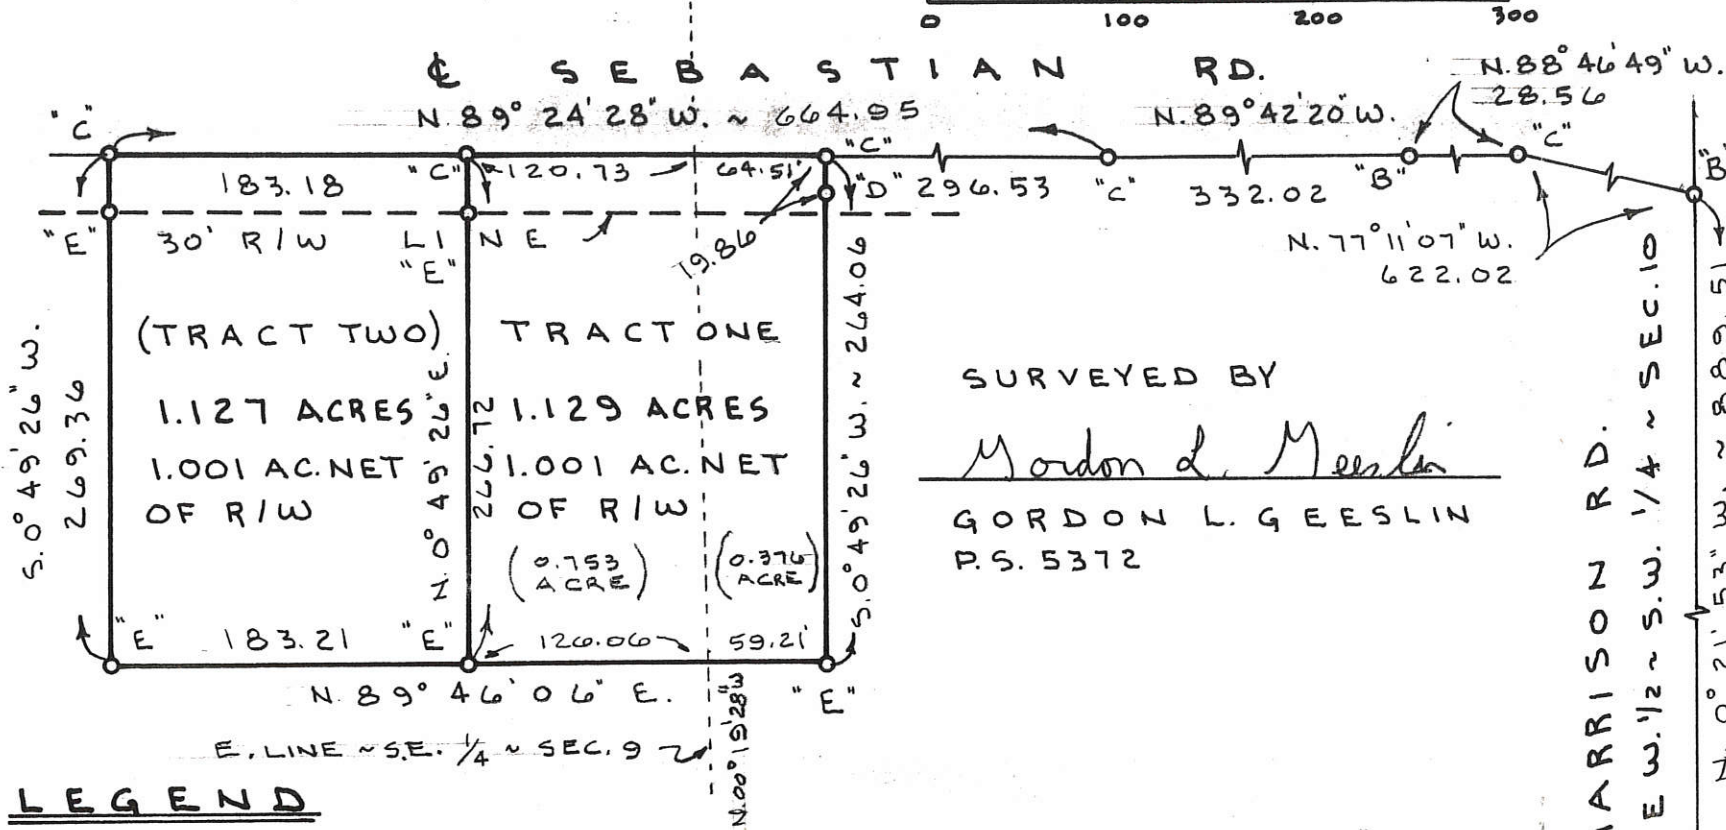 0 100 200 300
℄ SEBASTIAN RD.
N. 88° 46' 49" W.
28.56
N. 89° 24' 28" W. ~ 664.95
N. 89° 42' 20" W.
"C"
"C"
"B"
183.18
"C"
120.73
64.51'
"D"
296.53
"C"
332.02
"B"
"E"
30' R/W LINE
"E"
19.86
N. 77° 11' 07" W.
622.02
(TRACT TWO)
1.127 ACRES
1.001 AC. NET
OF R/W
TRACT ONE
1.129 ACRES
1.001 AC. NET
OF R/W
(0.753
ACRE)
(0.376
ACRE)
S. 0° 49' 26" W.
269.36
N. 0° 49' 26" E.
266.72
S. 0° 49' 26" W. ~ 264.06
SURVEYED BY
Gordon L. Geeslin
GORDON L. GEESLIN
P.S. 5372
"E"
183.21
"E"
126.06
59.21'
N. 89° 46' 06" E.
"E"
E. LINE ~ S.E. 1/4 ~ SEC. 9
N. 00° 19' 28" W
ARRISON RD.
E W. 1/2 ~ S.W. 1/4 ~ SEC. 10
"C"
LEGEND